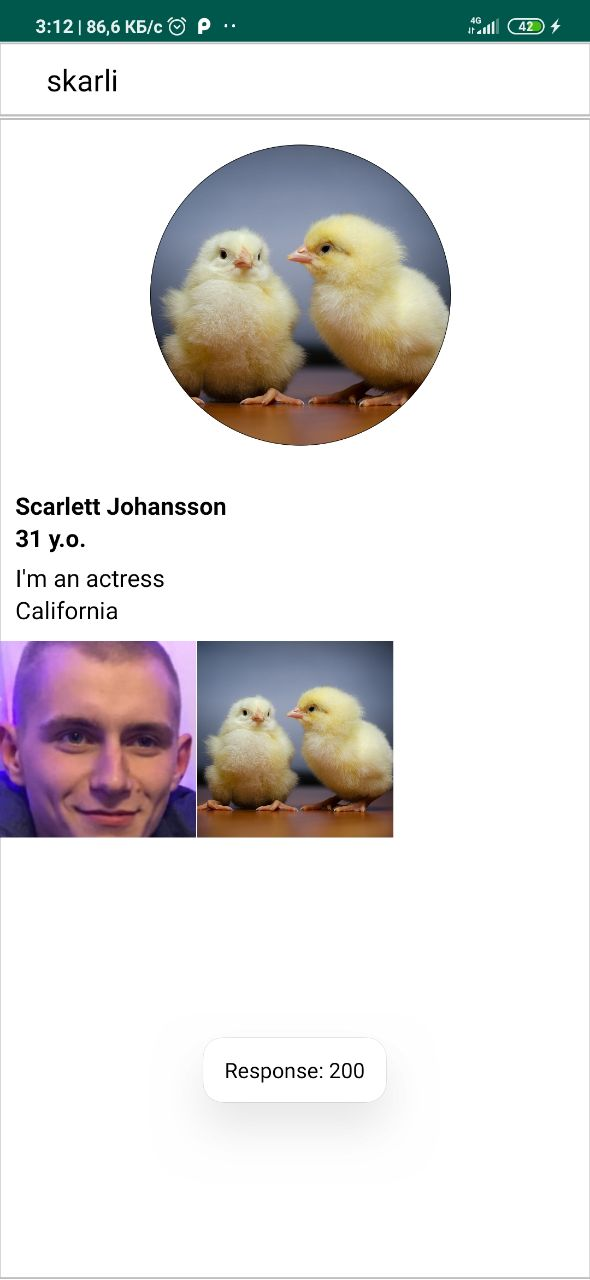 3:12 | 86,6 КБ/с P ··
4G 42
skarli
Scarlett Johansson
31 y.o.
I'm an actress
California
Response: 200